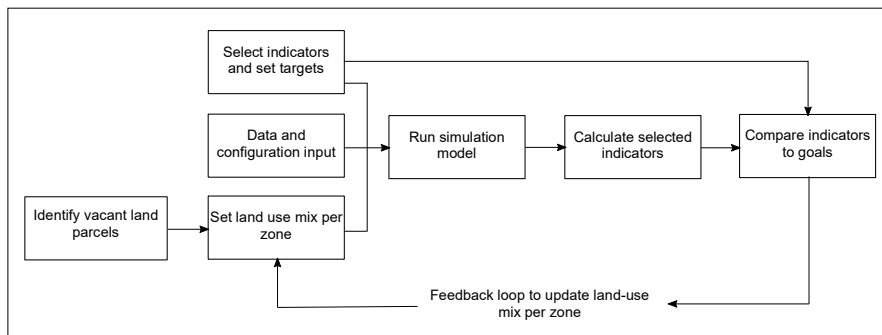 Select indicators
and set targets
Data and
configuration input
Run simulation
model
Calculate selected
indicators
Compare indicators
to goals
Identify vacant land
parcels
Set land use mix per
zone
Feedback loop to update land-use
mix per zone